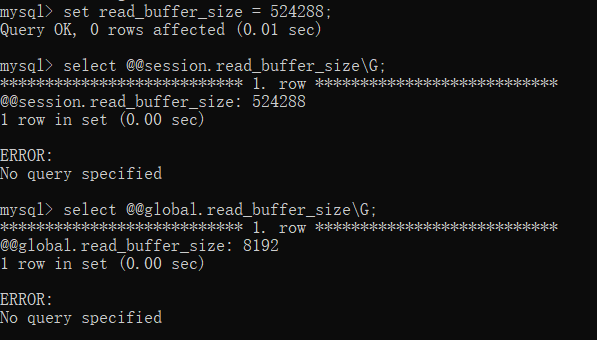 mysql> set read_buffer_size = 524288;
Query OK, 0 rows affected (0.01 sec)
mysql> select @@session.read_buffer_size\G;
*************************** 1. row ***************************
@@session.read_buffer_size: 524288
1 row in set (0.00 sec)
ERROR:
No query specified
mysql> select @@global.read_buffer_size\G;
*************************** 1. row ***************************
@@global.read_buffer_size: 8192
1 row in set (0.00 sec)
ERROR:
No query specified